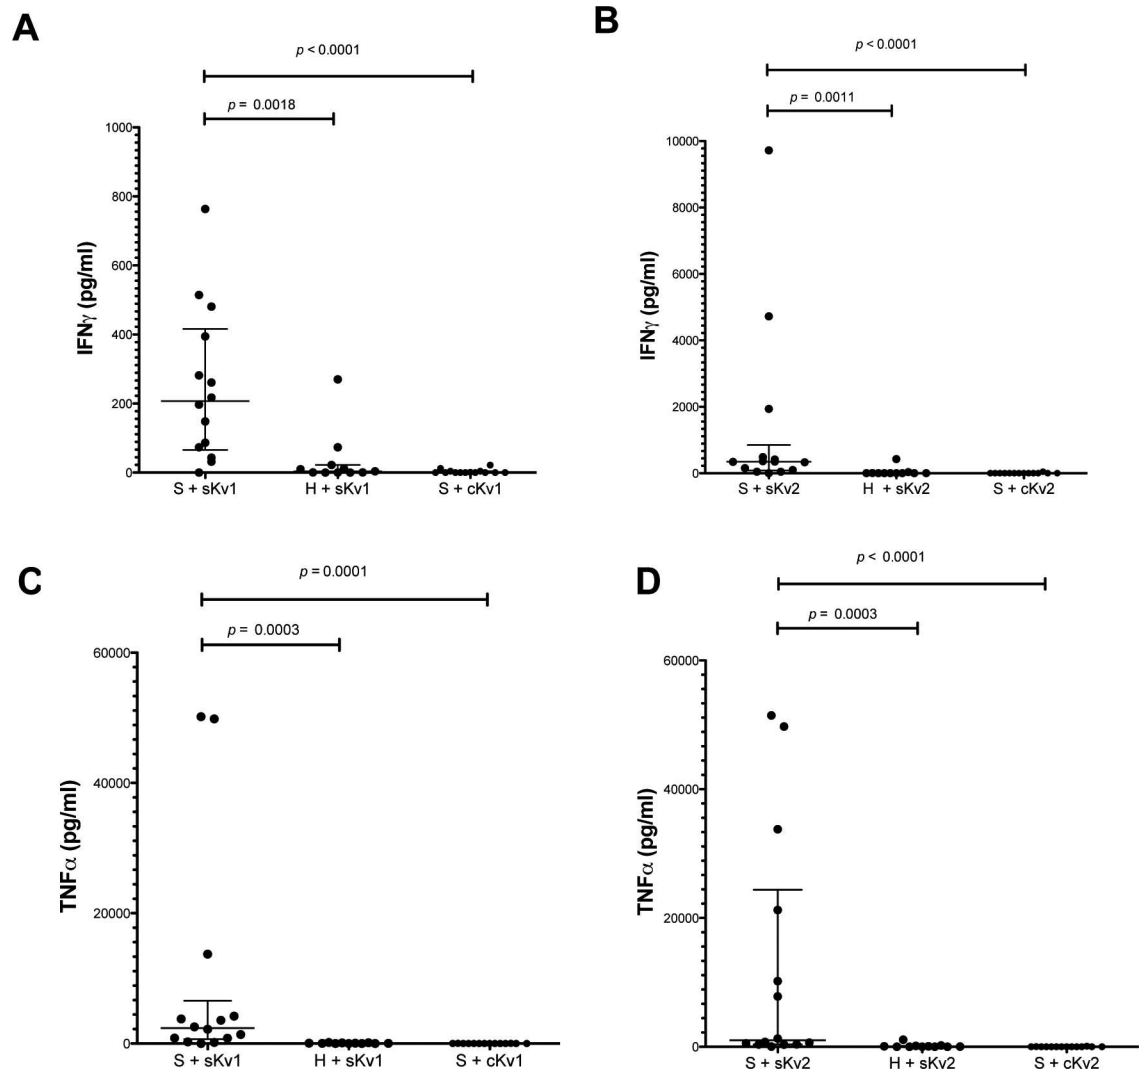 A
p < 0.0001
p = 0.0018
IFNγ (pg/ml)
1000
800
600
400
200
0
S + sKv1
H + sKv1
S + cKv1
B
p < 0.0001
p = 0.0011
IFNγ (pg/ml)
10000
8000
6000
4000
2000
0
S + sKv2
H + sKv2
S + cKv2
C
p = 0.0001
p = 0.0003
TNFα (pg/ml)
60000
40000
20000
0
S + sKv1
H + sKv1
S + cKv1
D
p < 0.0001
p = 0.0003
TNFα (pg/ml)
60000
40000
20000
0
S + sKv2
H + sKv2
S + cKv2